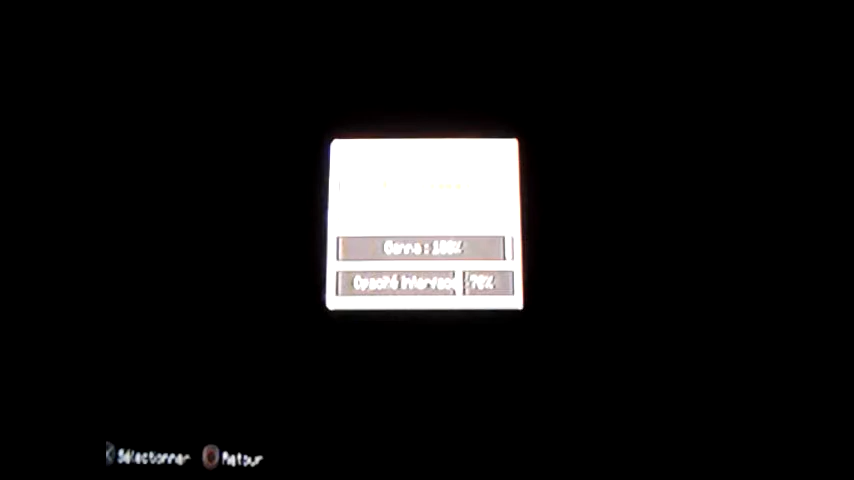 Gamma : 100%
Opacité interface : 70%
Sélectionner Retour